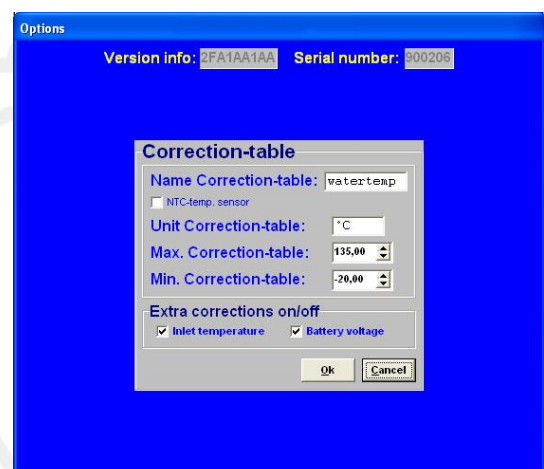 Options
Version info: 2FA1AA1AA Serial number: 900206
Correction-table
Name Correction-table: watertemp
NTC-temp. sensor
Unit Correction-table: °C
Max. Correction-table: 135,00
Min. Correction-table: -20,00
Extra corrections on/off
Inlet temperature Battery voltage
Ok Cancel